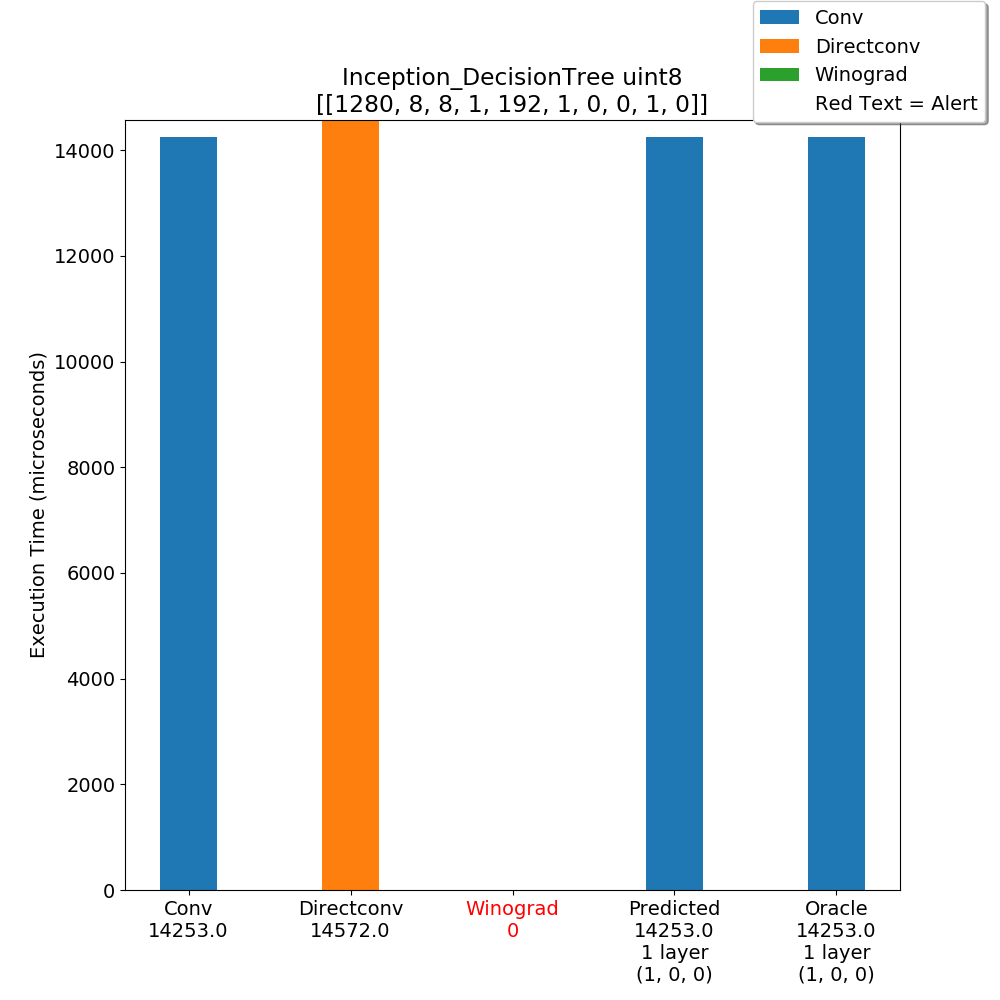 Conv
Directconv
Winograd
Red Text = Alert
Inception_DecisionTree uint8
[[1280, 8, 8, 1, 192, 1, 0, 0, 1, 0]]
Execution Time (microseconds)
14000
12000
10000
8000
6000
4000
2000
0
Conv
14253.0
Directconv
14572.0
Winograd
0
Predicted
14253.0
1 layer
(1, 0, 0)
Oracle
14253.0
1 layer
(1, 0, 0)